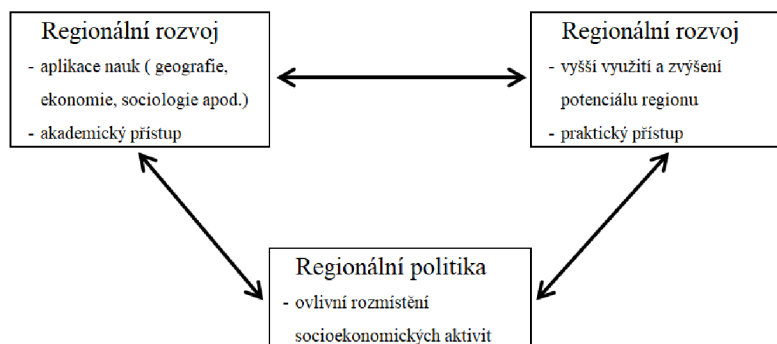 Regionální rozvoj
- aplikace nauk ( geografie,
ekonomie, sociologie apod.)
- akademický přístup
Regionální rozvoj
- vyšší využití a zvýšení
potenciálu regionu
- praktický přístup
Regionální politika
- ovlivní rozmístění
socioekonomických aktivit